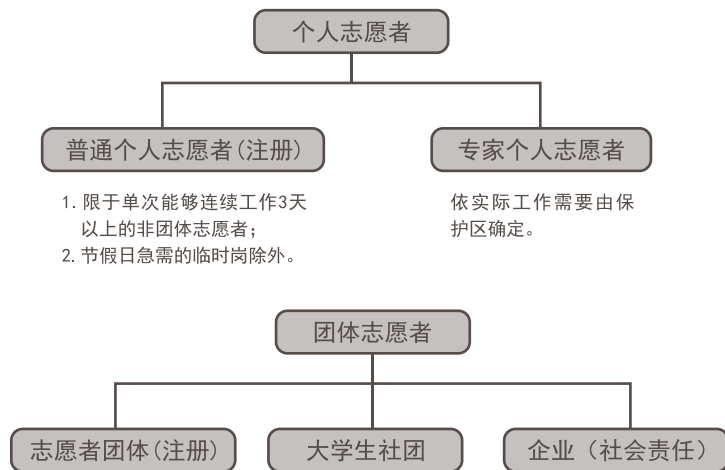 个人志愿者
普通个人志愿者(注册)
专家个人志愿者
1. 限于单次能够连续工作3天
以上的非团体志愿者；
2. 节假日急需的临时岗除外。
依实际工作需要由保
护区确定。
团体志愿者
志愿者团体(注册)
大学生社团
企业（社会责任）